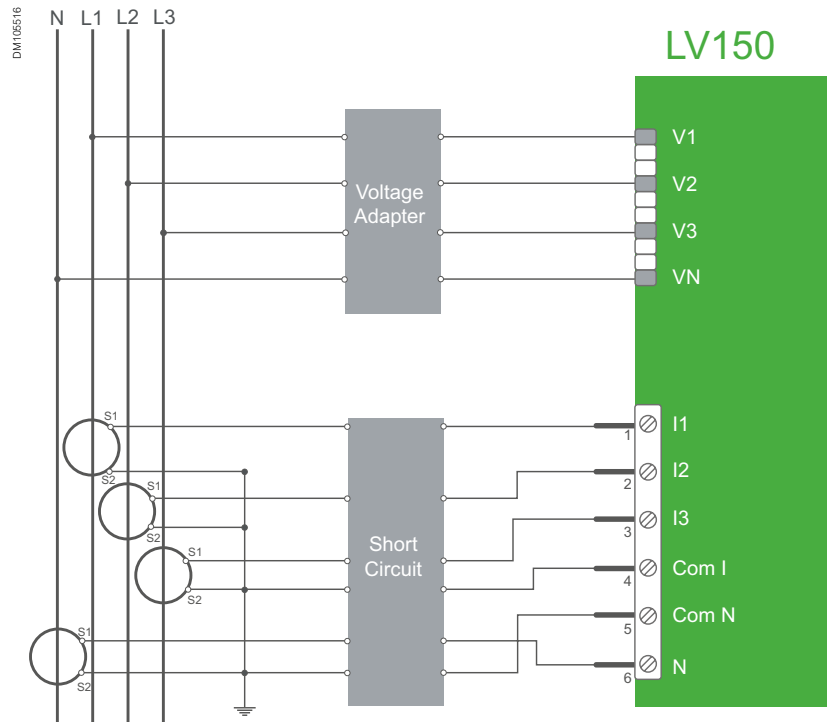 DM105516
N L1 L2 L3
LV150
V1
V2
V3
VN
Voltage
Adapter
S1
S2
S1
S2
S1
S2
S1
S2
Short
Circuit
1 I1
2 I2
3 I3
4 Com I
5 Com N
6 N